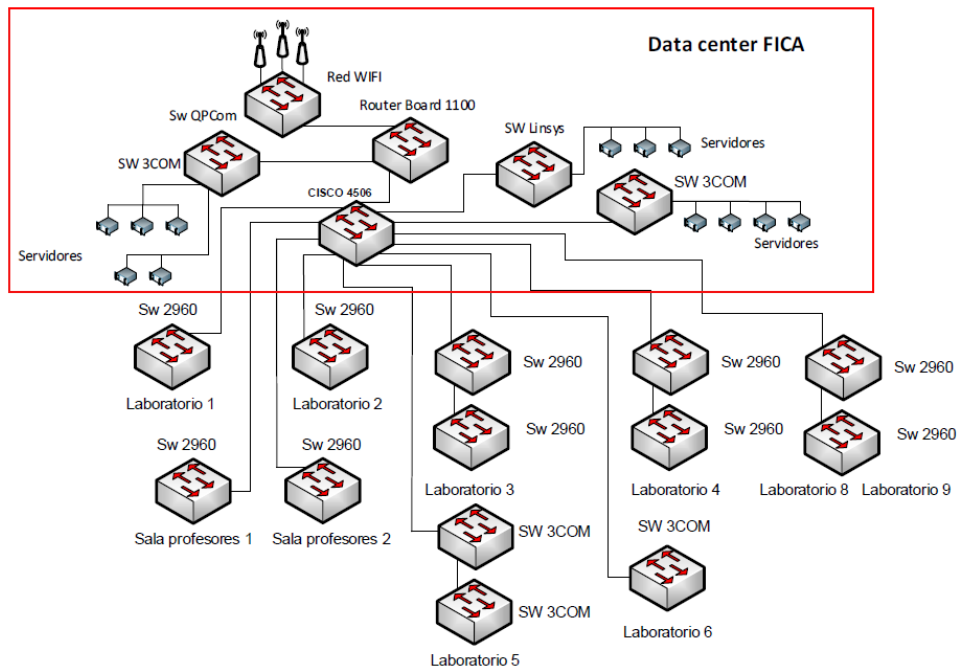 Data center FICA
Red WIFI
Router Board 1100
Sw QPCom
SW Linsys
Servidores
SW 3COM
SW 3COM
CISCO 4506
Servidores
Servidores
Sw 2960
Sw 2960
Sw 2960
Sw 2960
Sw 2960
Laboratorio 1
Laboratorio 2
Sw 2960
Sw 2960
Sw 2960
Sw 2960
Sw 2960
Laboratorio 3
Laboratorio 4
Laboratorio 8
Laboratorio 9
Sala profesores 1
Sala profesores 2
SW 3COM
SW 3COM
SW 3COM
Laboratorio 6
Laboratorio 5